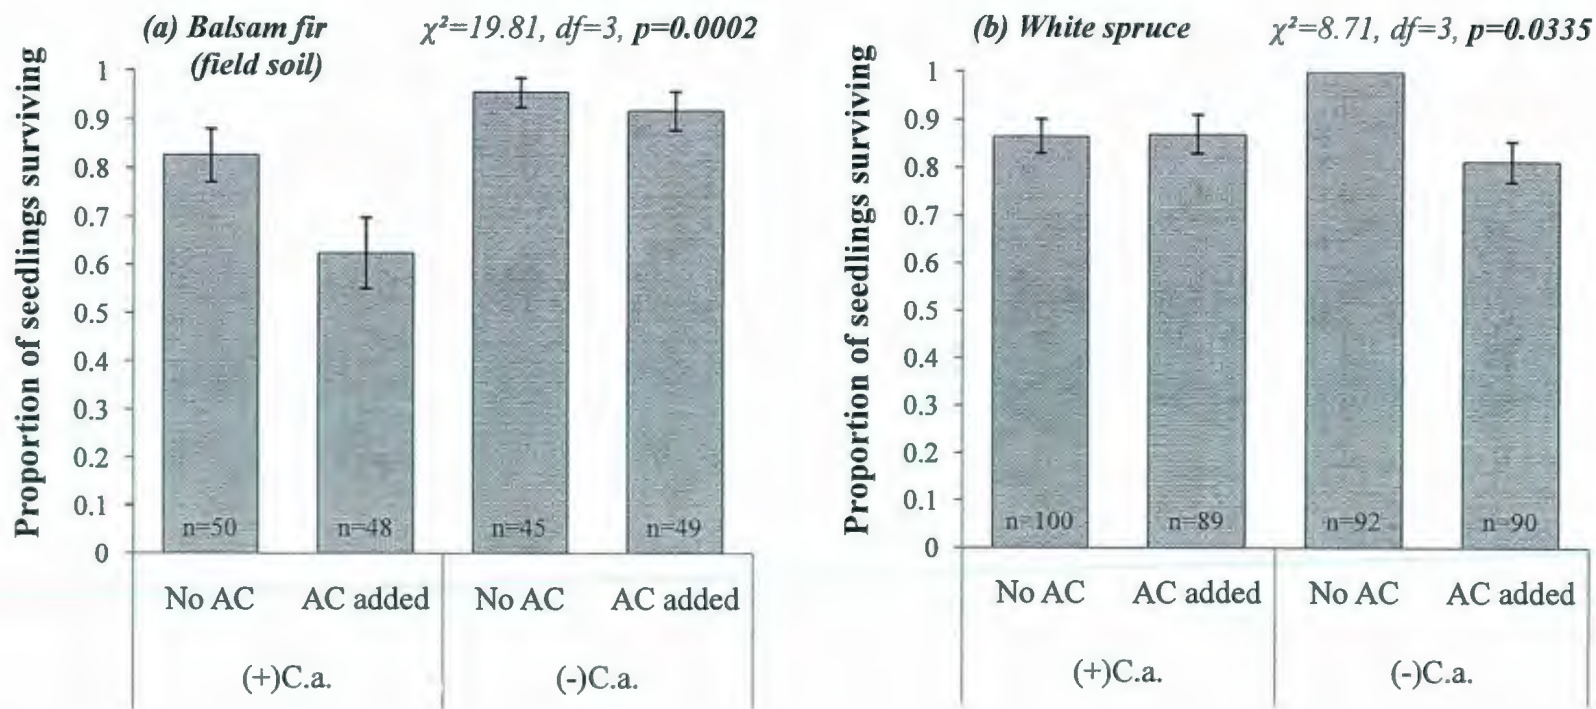 (a) Balsam fir
(field soil)
χ²=19.81, df=3, p=0.0002
Proportion of seedlings surviving
1
0.9
0.8
0.7
0.6
0.5
0.4
0.3
0.2
0.1
0
n=50 n=48 n=45 n=49
No AC AC added No AC AC added
(+)C.a. (-)C.a.
(b) White spruce χ²=8.71, df=3, p=0.0335
Proportion of seedlings surviving
1
0.9
0.8
0.7
0.6
0.5
0.4
0.3
0.2
0.1
0
n=100 n=89 n=92 n=90
No AC AC added No AC AC added
(+)C.a. (-)C.a.